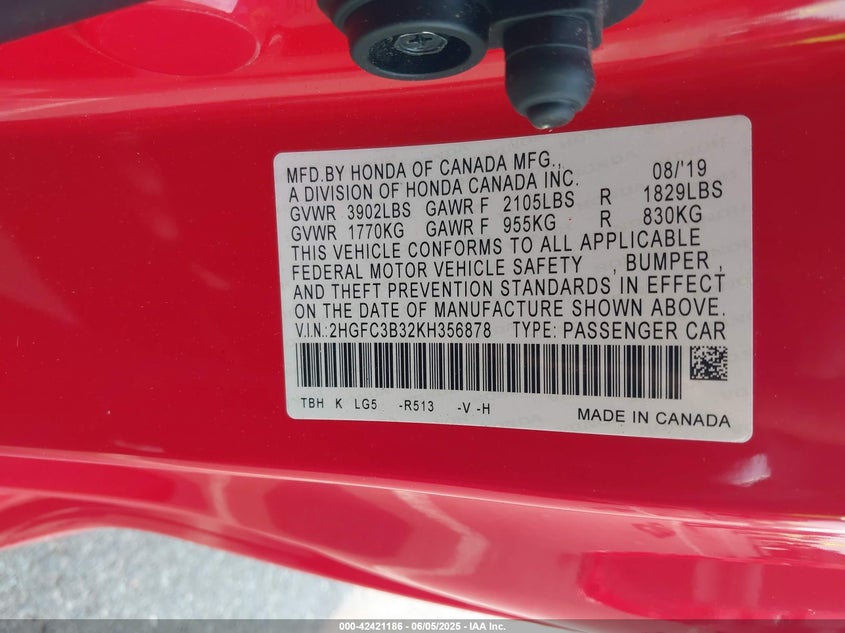 MFD.BY HONDA OF CANADA MFG., 08/'19
A DIVISION OF HONDA CANADA INC.
GVWR 3902LBS GAWR F 2105LBS R 1829LBS
GVWR 1770KG GAWR F 955KG R 830KG
THIS VEHICLE CONFORMS TO ALL APPLICABLE
FEDERAL MOTOR VEHICLE SAFETY , BUMPER ,
AND THEFT PREVENTION STANDARDS IN EFFECT
ON THE DATE OF MANUFACTURE SHOWN ABOVE.
V.I.N.:2HGFC3B32KH356878 TYPE: PASSENGER CAR
TBH K LG5 -R513 -V -H
MADE IN CANADA
000-42421186 - 06/05/2025 - IAA Inc.